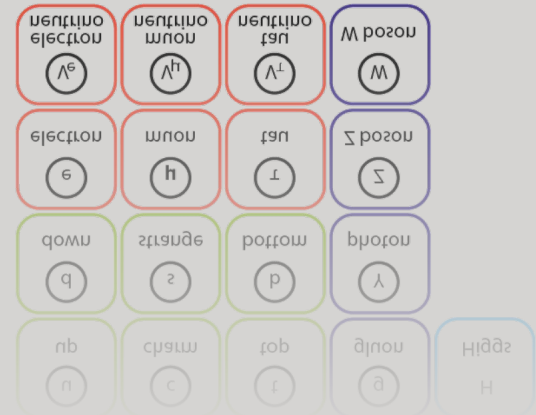 u c t g H
up charm top gluon Higgs
d s b γ
down strange bottom photon
e μ τ Z
electron muon tau Z boson
νe νμ ντ W
electron muon tau W boson
neutrino neutrino neutrino